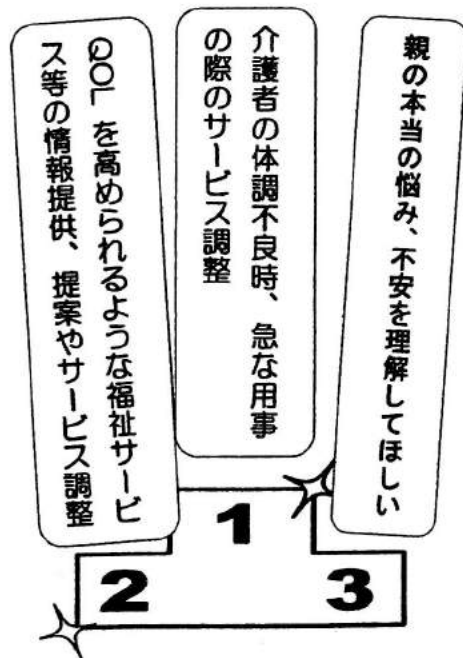 親の本当の悩み、不安を理解してほしい
介護者の体調不良時、急な用事
の際のサービス調整
QOL を高められるような福祉サービ
ス等の情報提供、提案やサービス調整
1
2
3